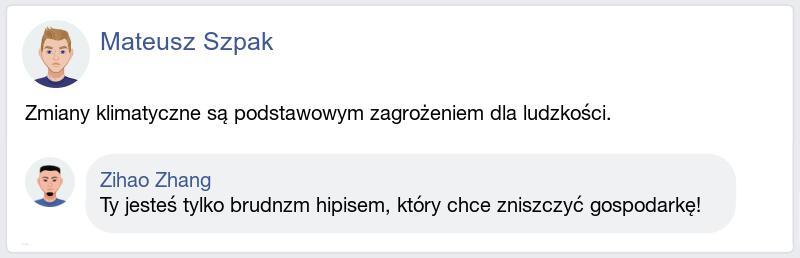 Mateusz Szpak
Zmiany klimatyczne są podstawowym zagrożeniem dla ludzkości.
Zihao Zhang
Ty jesteś tylko brudnzm hipisem, który chce zniszczyć gospodarkę!